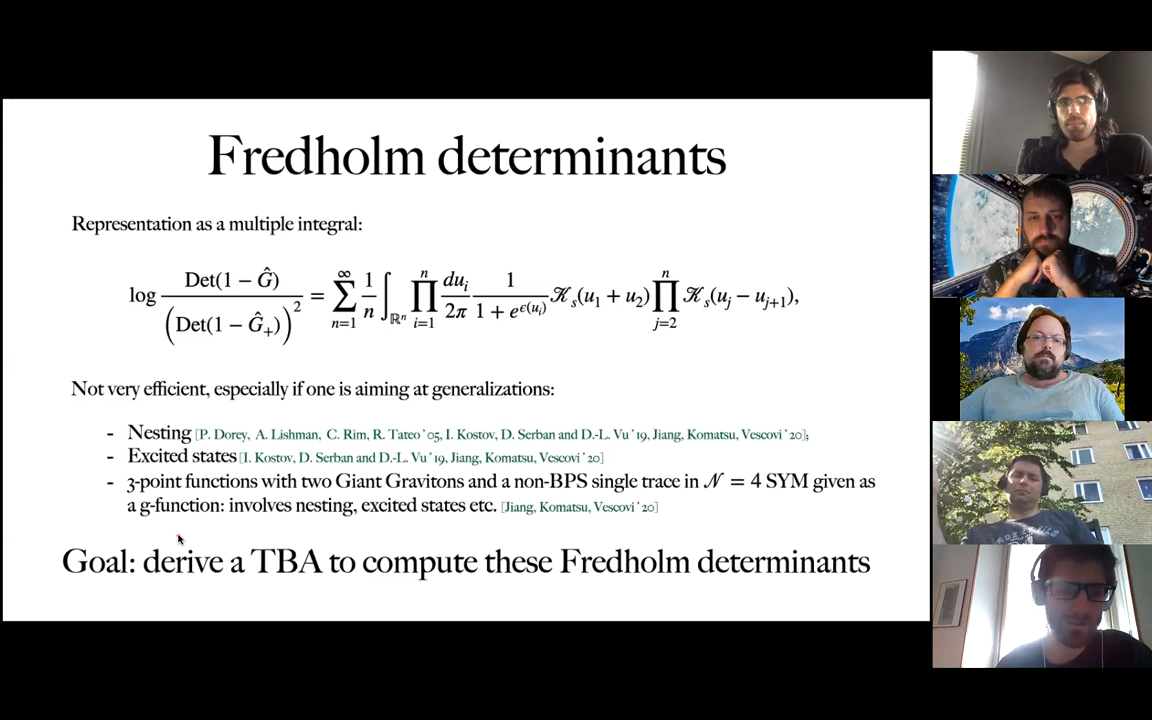 Fredholm determinants
Representation as a multiple integral:
log Det(1 − Ĝ) / (Det(1 − Ĝ₊))² = ∑_{n=1}^{∞} 1/n ∫_{ℝⁿ} ∏_{i=1}^{n} du_i/2π 1/(1 + e^{ϵ(u_i)}) 𝒦_s(u₁ + u₂) ∏_{j=2}^{n} 𝒦_s(u_j − u_{j+1}),
Not very efficient, especially if one is aiming at generalizations:
- Nesting [P. Dorey, A. Lishman, C. Rim, R. Tateo ’05, I. Kostov, D. Serban and D.-L. Vu ’19, Jiang, Komatsu, Vescovi ’20];
- Excited states [I. Kostov, D. Serban and D.-L. Vu ’19, Jiang, Komatsu, Vescovi ’20]
- 3-point functions with two Giant Gravitons and a non-BPS single trace in 𝒩 = 4 SYM given as
a g-function: involves nesting, excited states etc. [Jiang, Komatsu, Vescovi ’20]
Goal: derive a TBA to compute these Fredholm determinants